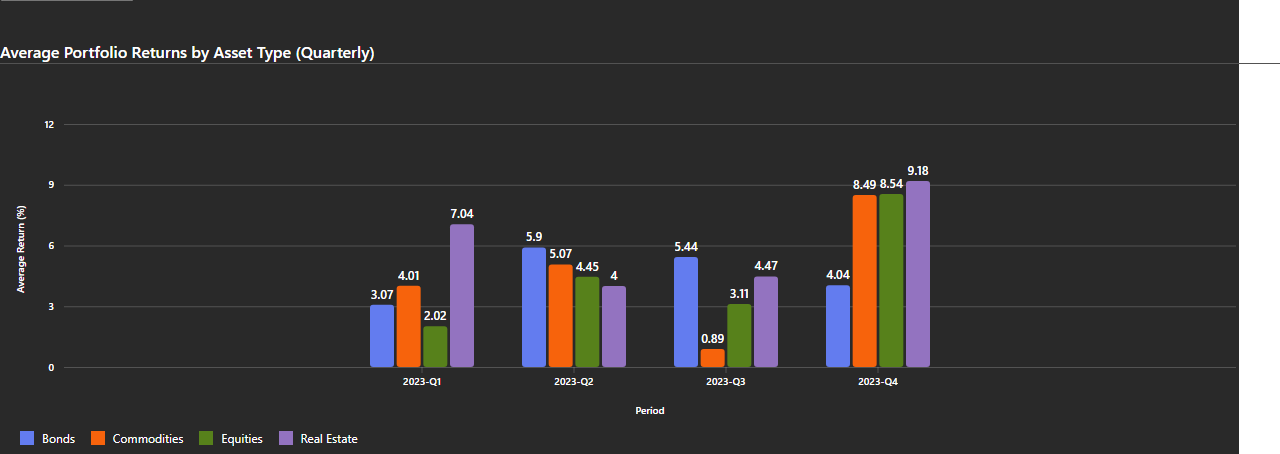 Average Portfolio Returns by Asset Type (Quarterly)
12
9
6
3
0
Average Return (%)
3.07
4.01
2.02
7.04
5.9
5.07
4.45
4
5.44
0.89
3.11
4.47
4.04
8.49
8.54
9.18
2023-Q1
2023-Q2
2023-Q3
2023-Q4
Period
Bonds
Commodities
Equities
Real Estate